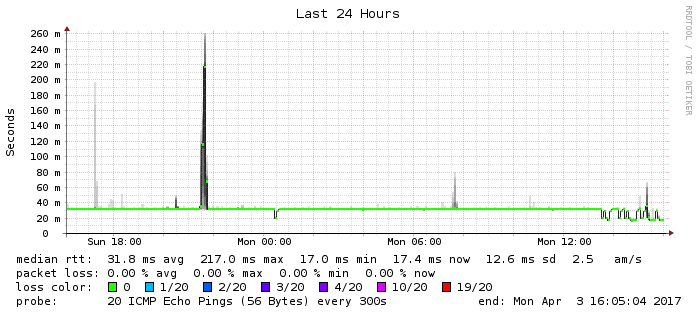 Last 24 Hours
RRDTOOL / TOBI OETIKER
Seconds
260 m
240 m
220 m
200 m
180 m
160 m
140 m
120 m
100 m
80 m
60 m
40 m
20 m
0
Sun 18:00 Mon 00:00 Mon 06:00 Mon 12:00
median rtt: 31.8 ms avg 217.0 ms max 17.0 ms min 17.4 ms now 12.6 ms sd 2.5 am/s
packet loss: 0.00 % avg 0.00 % max 0.00 % min 0.00 % now
loss color: 0 1/20 2/20 3/20 4/20 10/20 19/20
probe: 20 ICMP Echo Pings (56 Bytes) every 300s end: Mon Apr 3 16:05:04 2017